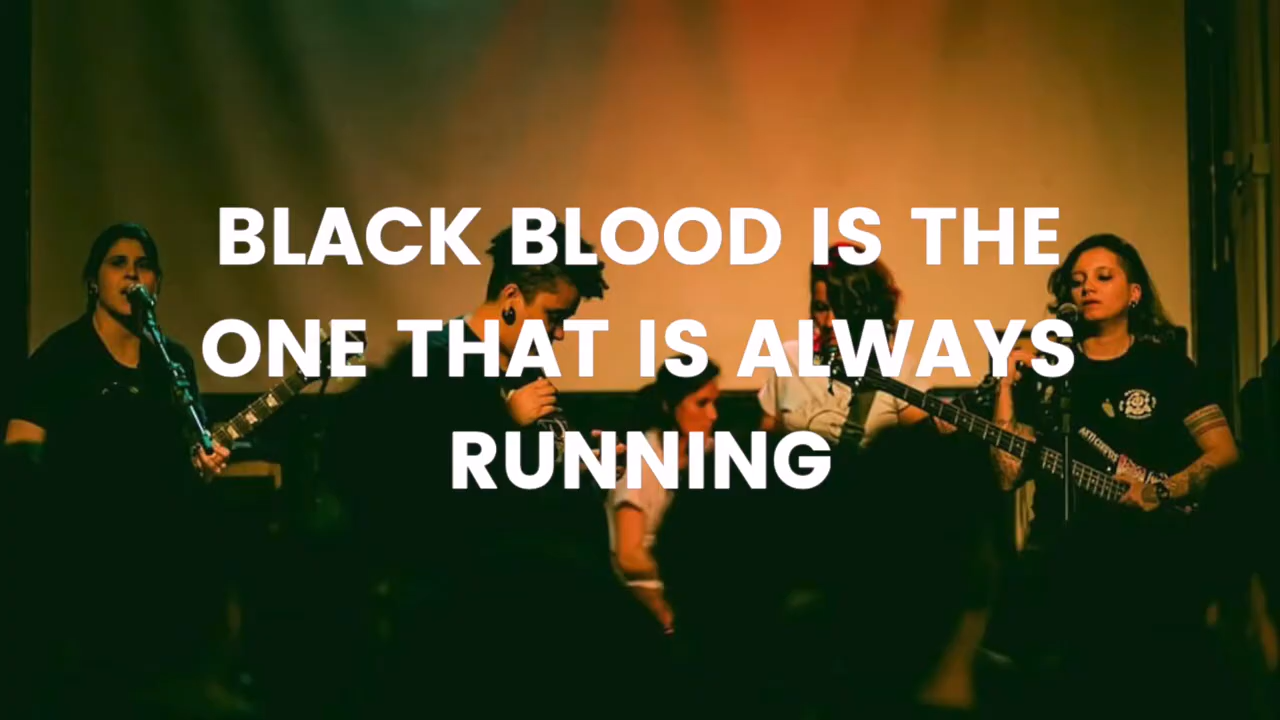 BLACK BLOOD IS THE
ONE THAT IS ALWAYS
RUNNING